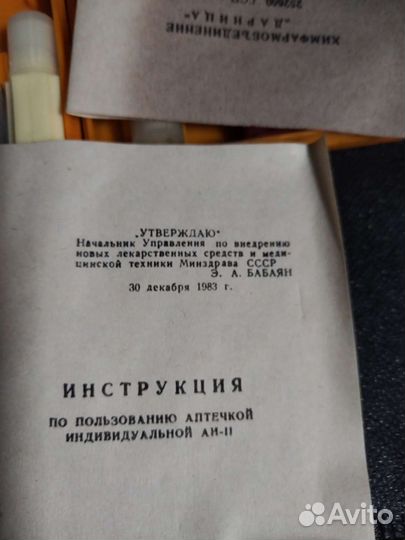 ХИМФАРМОБЪЕДИНЕНИЕ
"ДАРНИЦА"
„УТВЕРЖДАЮ"
Начальник Управления по внедрению
новых лекарственных средств и меди-
цинской техники Минздрава СССР
Э. А. БАБАЯН
30 декабря 1983 г.
ИНСТРУКЦИЯ
ПО ПОЛЬЗОВАНИЮ АПТЕЧКОЙ
ИНДИВИДУАЛЬНОЙ АИ-II
Avito